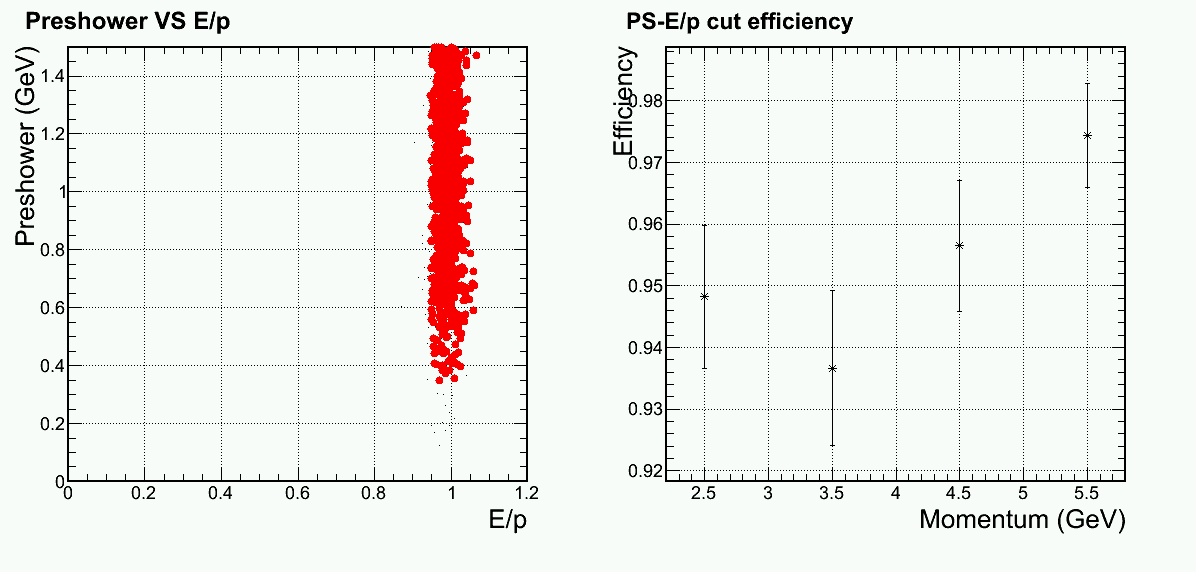 Preshower VS E/p
Preshower (GeV)
1.4
1.2
1
0.8
0.6
0.4
0.2
0
0 0.2 0.4 0.6 0.8 1 1.2
E/p
PS-E/p cut efficiency
Efficiency
0.98
0.97
0.96
0.95
0.94
0.93
0.92
2.5 3 3.5 4 4.5 5 5.5
Momentum (GeV)